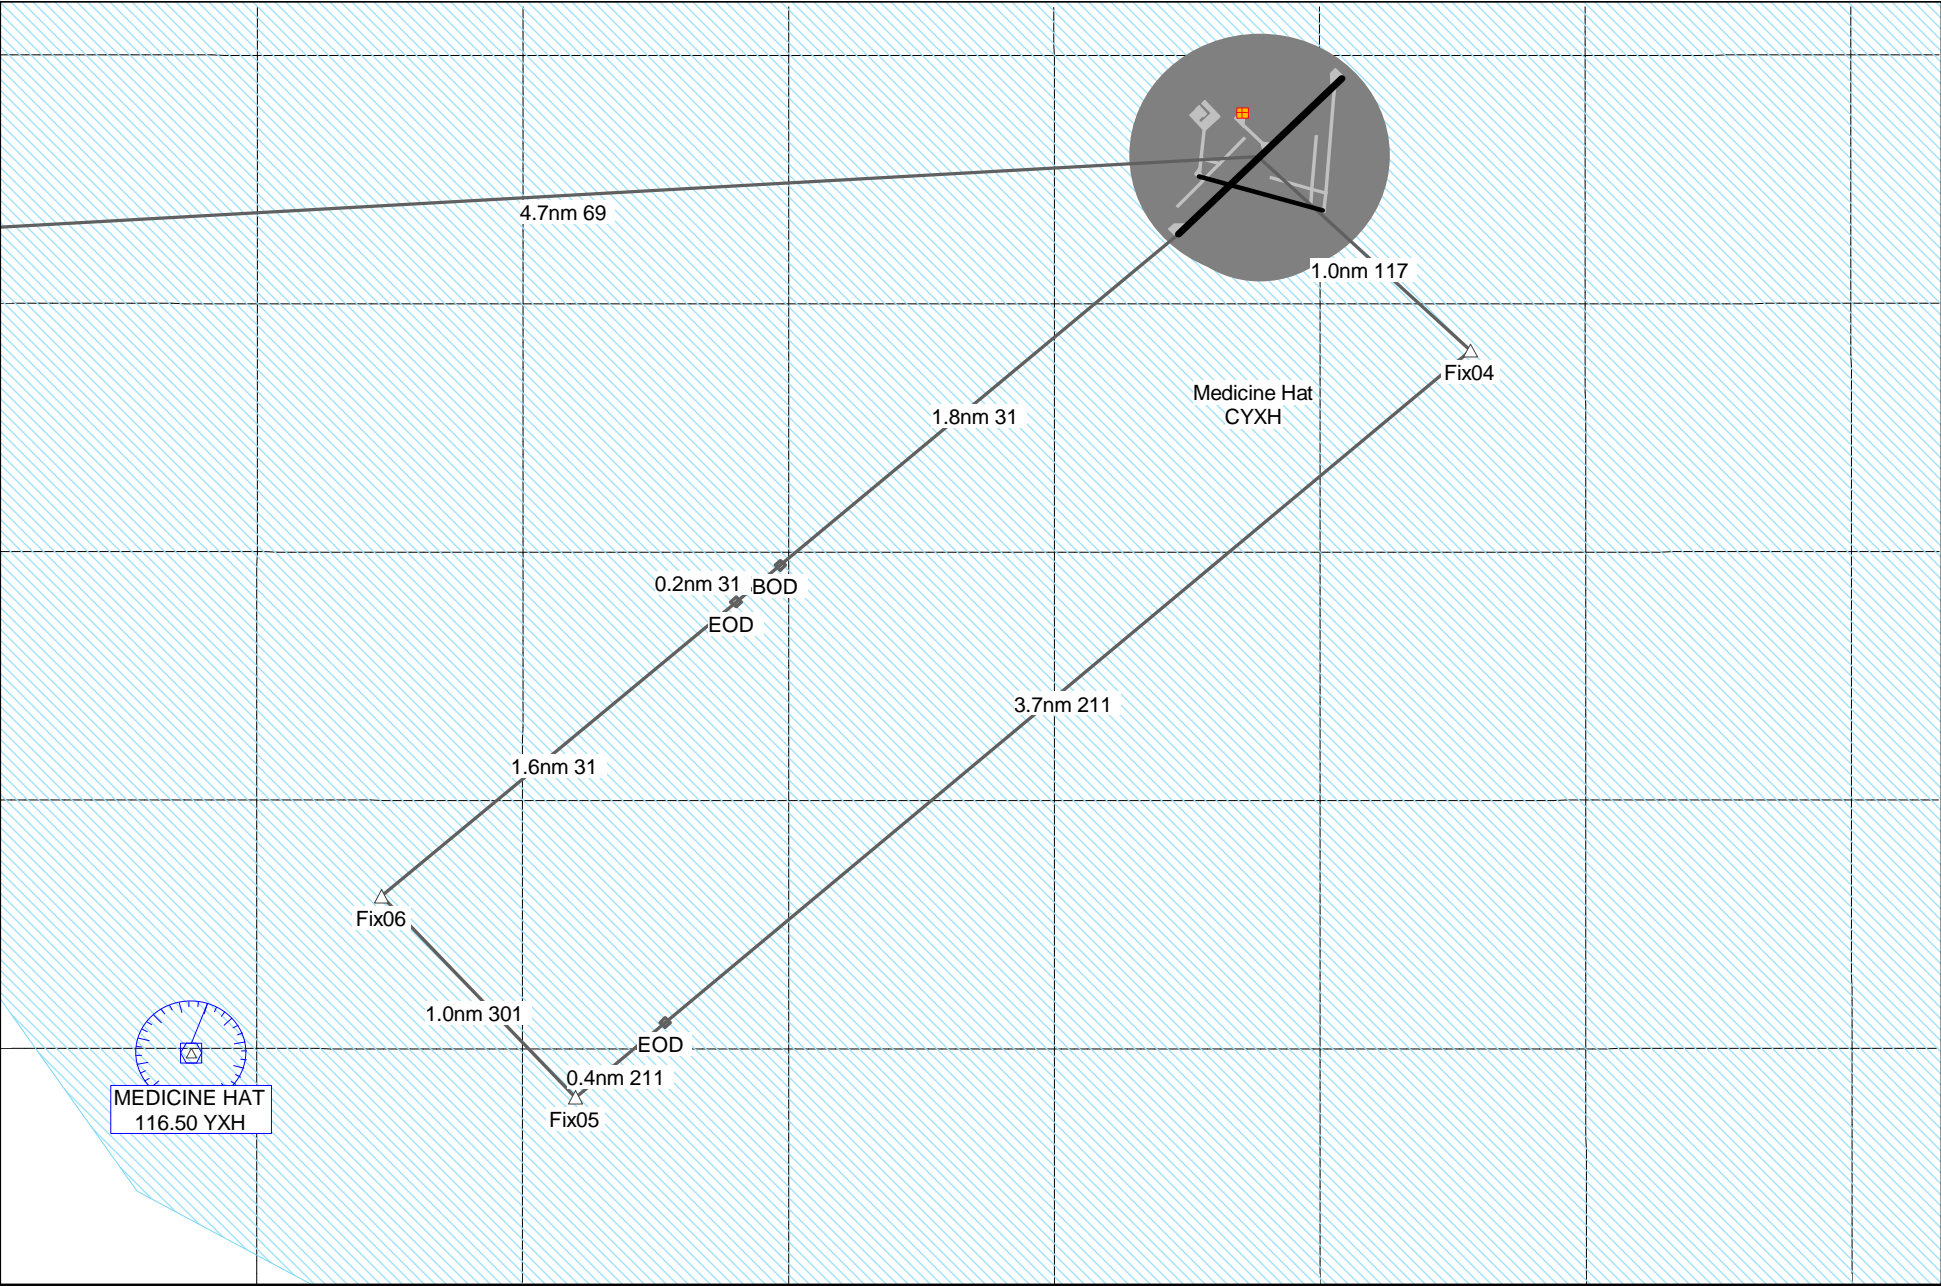 4.7nm 69
1.0nm 117
Fix04
Medicine Hat
CYXH
1.8nm 31
0.2nm 31
BOD
EOD
3.7nm 211
1.6nm 31
Fix06
1.0nm 301
EOD
0.4nm 211
MEDICINE HAT
116.50 YXH
Fix05